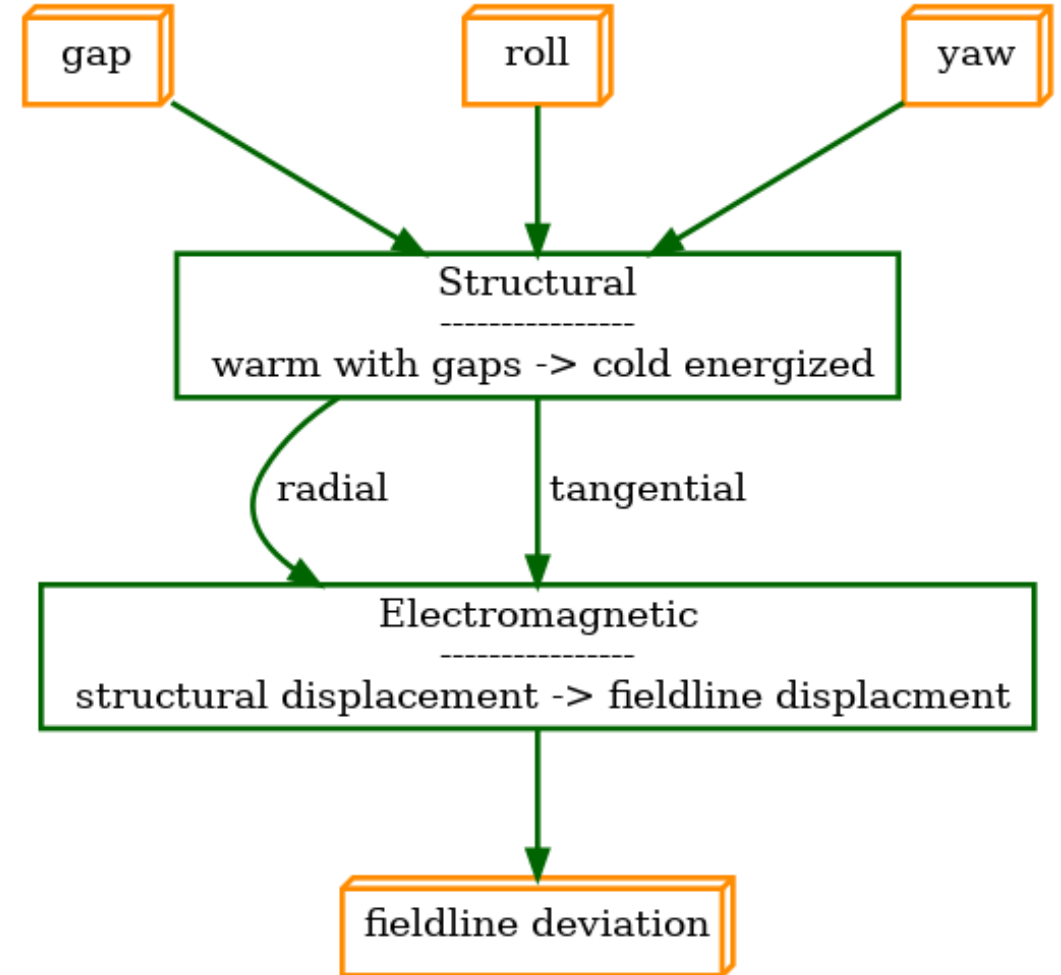 gap
roll
yaw
Structural
----------------
warm with gaps -> cold energized
radial
tangential
Electromagnetic
----------------
structural displacement -> fieldline displacment
fieldline deviation